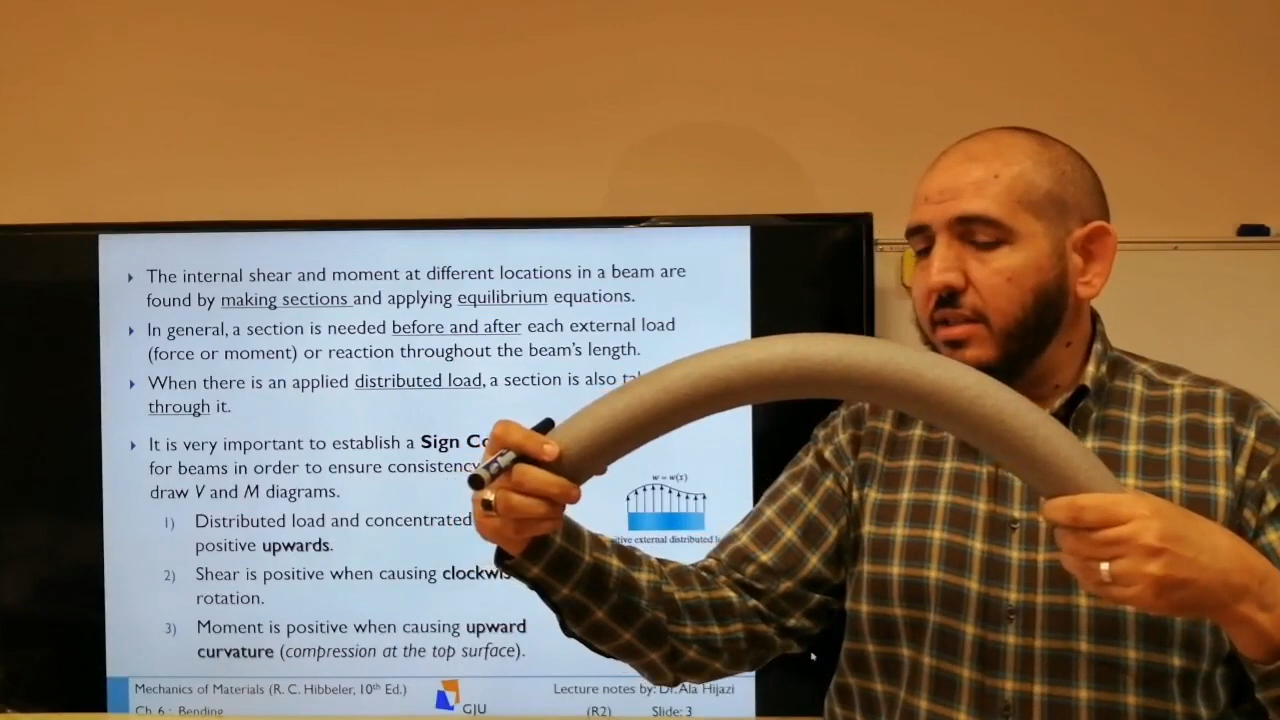 The internal shear and moment at different locations in a beam are
found by making sections and applying equilibrium equations.
In general, a section is needed before and after each external load
(force or moment) or reaction throughout the beam's length.
When there is an applied distributed load, a section is also
through it.
It is very important to establish a Sign
for beams in order to ensure consistency
draw V and M diagrams.
1) Distributed load and concentrated
positive upwards.
2) Shear is positive when causing
rotation.
3) Moment is positive when causing upward
curvature (compression at the top surface).
w = w(x)
external distributed
Mechanics of Materials (R. C. Hibbeler, 10th Ed.)
Ch. 6 : Bending
GJU
Lecture notes by: Dr. Ala Hijazi
(R2) Slide: 3